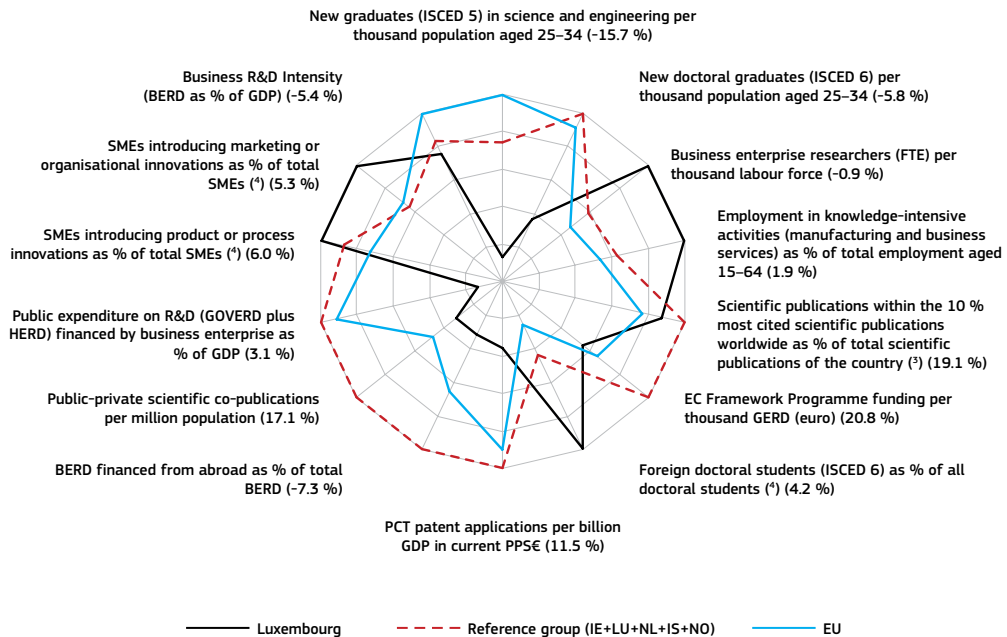 New graduates (ISCED 5) in science and engineering per
thousand population aged 25–34 (-15.7 %)
Business R&D Intensity
(BERD as % of GDP) (-5.4 %)
New doctoral graduates (ISCED 6) per
thousand population aged 25–34 (-5.8 %)
SMEs introducing marketing or
organisational innovations as % of total
SMEs (⁴) (5.3 %)
Business enterprise researchers (FTE) per
thousand labour force (-0.9 %)
SMEs introducing product or process
innovations as % of total SMEs (⁴) (6.0 %)
Employment in knowledge-intensive
activities (manufacturing and business
services) as % of total employment aged
15–64 (1.9 %)
Public expenditure on R&D (GOVERD plus
HERD) financed by business enterprise as
% of GDP (3.1 %)
Scientific publications within the 10 %
most cited scientific publications
worldwide as % of total scientific
publications of the country (³) (19.1 %)
Public-private scientific co-publications
per million population (17.1 %)
EC Framework Programme funding per
thousand GERD (euro) (20.8 %)
BERD financed from abroad as % of total
BERD (-7.3 %)
Foreign doctoral students (ISCED 6) as % of all
doctoral students (⁴) (4.2 %)
PCT patent applications per billion
GDP in current PPS€ (11.5 %)
Luxembourg
Reference group (IE+LU+NL+IS+NO)
EU